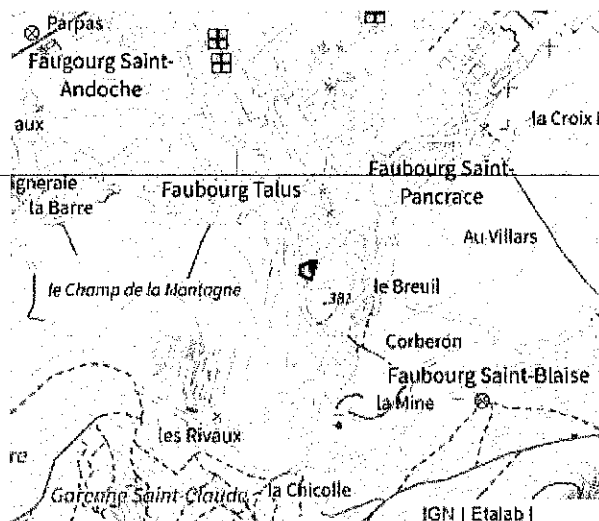 Parpas
Faugourg Saint-
Andoche
aux
la Croix
Faubourg Saint-
Pancrace
la Barre
Faubourg Talus
Au Villars
le Champ de la Montagne
.381
le Breuil
Corberon
Faubourg Saint-Blaise
la Mine
les Rivaux
re
Garenne Saint Claude
la Chicolle
IGN | Etalab |